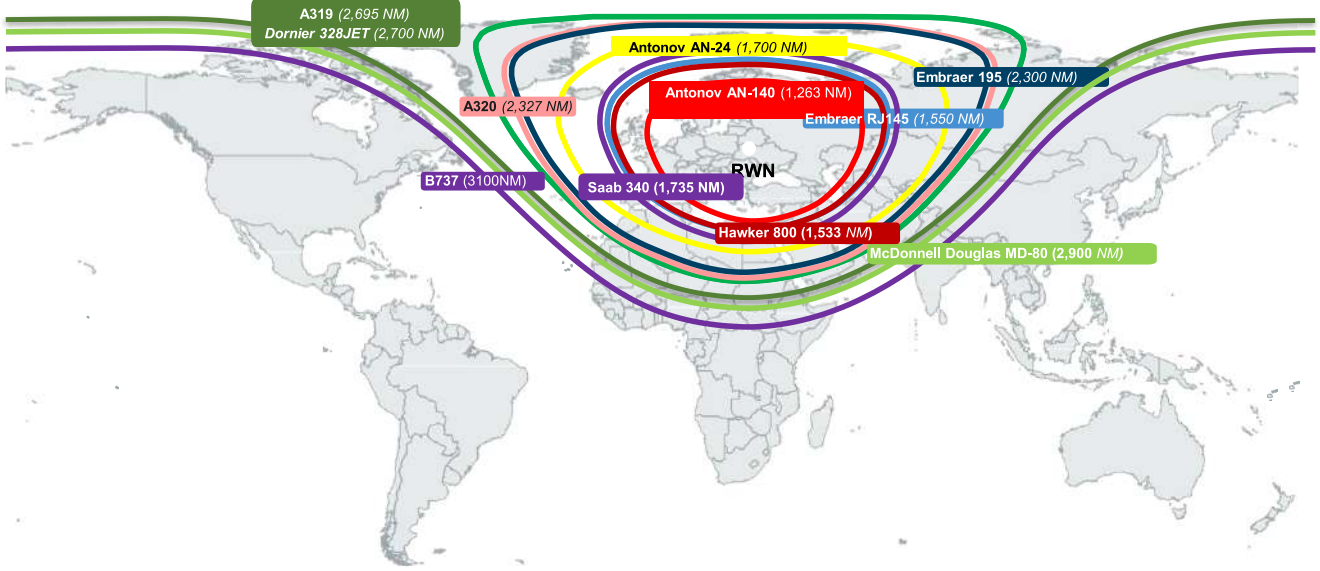 A319 (2,695 NM)
Dornier 328JET (2,700 NM)
Antonov AN-24 (1,700 NM)
Embraer 195 (2,300 NM)
Antonov AN-140 (1,263 NM)
A320 (2,327 NM)
Embraer RJ145 (1,550 NM)
RWN
B737 (3100NM)
Saab 340 (1,735 NM)
Hawker 800 (1,533 NM)
McDonnell Douglas MD-80 (2,900 NM)